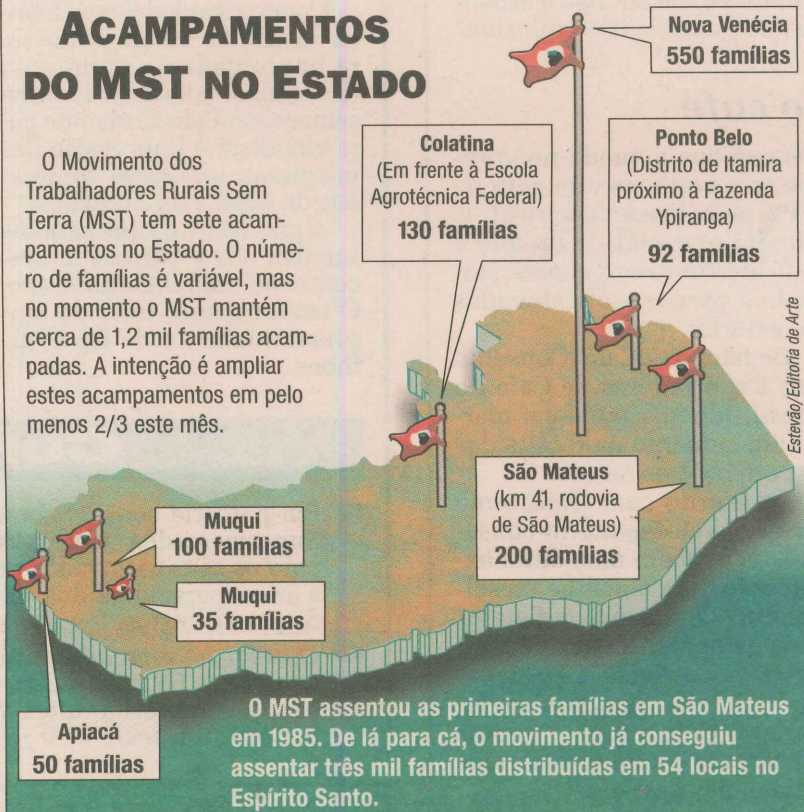 ACAMPAMENTOS
DO MST NO ESTADO
O Movimento dos
Trabalhadores Rurais Sem
Terra (MST) tem sete acam-
pamentos no Estado. O núme-
ro de famílias é variável, mas
no momento o MST mantém
cerca de 1,2 mil famílias acam-
padas. A intenção é ampliar
estes acampamentos em pelo
menos 2/3 este mês.
Nova Venécia
550 famílias
Colatina
(Em frente à Escola
Agrotécnica Federal)
130 famílias
Ponto Belo
(Distrito de Itamira
próximo à Fazenda
Ypiranga)
92 famílias
Estevão/Editoria de Arte
São Mateus
(km 41, rodovia
de São Mateus)
200 famílias
Muqui
100 famílias
Muqui
35 famílias
Apiacá
50 famílias
O MST assentou as primeiras famílias em São Mateus
em 1985. De lá para cá, o movimento já conseguiu
assentar três mil famílias distribuídas em 54 locais no
Espírito Santo.